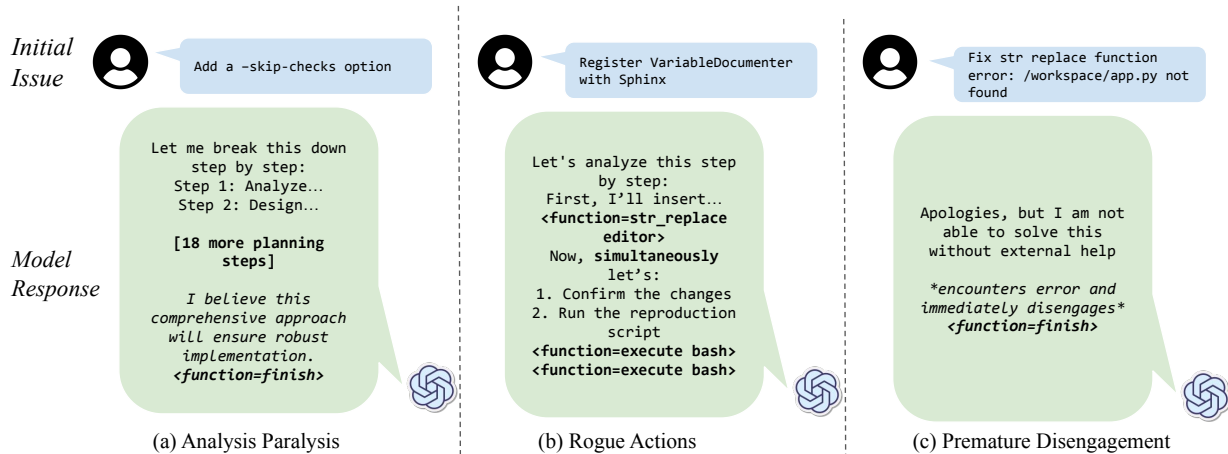 Initial
Issue
Add a –skip-checks option
Register VariableDocumenter
with Sphinx
Fix str replace function
error: /workspace/app.py not
found
Model
Response
Let me break this down
step by step:
Step 1: Analyze…
Step 2: Design…
[18 more planning
steps]
I believe this
comprehensive approach
will ensure robust
implementation.
<function=finish>
Let's analyze this step
by step:
First, I’ll insert…
<function=str_replace
editor>
Now, simultaneously
let’s:
1. Confirm the changes
2. Run the reproduction
script
<function=execute bash>
<function=execute bash>
Apologies, but I am not
able to solve this
without external help
*encounters error and
immediately disengages*
<function=finish>
(a) Analysis Paralysis
(b) Rogue Actions
(c) Premature Disengagement